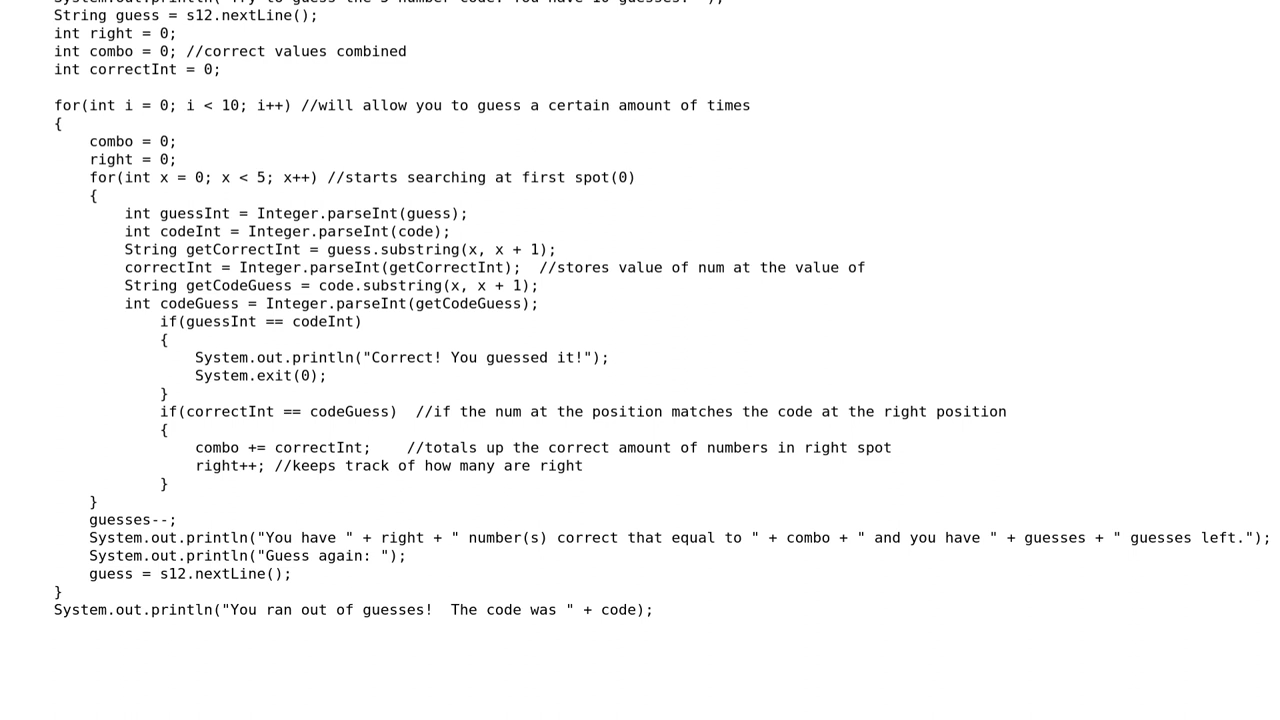 String guess = s12.nextLine();
int right = 0;
int combo = 0; //correct values combined
int correctInt = 0;
for(int i = 0; i < 10; i++) //will allow you to guess a certain amount of times
{
combo = 0;
right = 0;
for(int x = 0; x < 5; x++) //starts searching at first spot(0)
{
int guessInt = Integer.parseInt(guess);
int codeInt = Integer.parseInt(code);
String getCorrectInt = guess.substring(x, x + 1);
correctInt = Integer.parseInt(getCorrectInt);  //stores value of num at the value of
String getCodeGuess = code.substring(x, x + 1);
int codeGuess = Integer.parseInt(getCodeGuess);
if(guessInt == codeInt)
{
System.out.println("Correct! You guessed it!");
System.exit(0);
}
if(correctInt == codeGuess)  //if the num at the position matches the code at the right position
{
combo += correctInt;    //totals up the correct amount of numbers in right spot
right++; //keeps track of how many are right
}
}
guesses--;
System.out.println("You have " + right + " number(s) correct that equal to " + combo + " and you have " + guesses + " guesses left.");
System.out.println("Guess again: ");
guess = s12.nextLine();
}
System.out.println("You ran out of guesses!  The code was " + code);